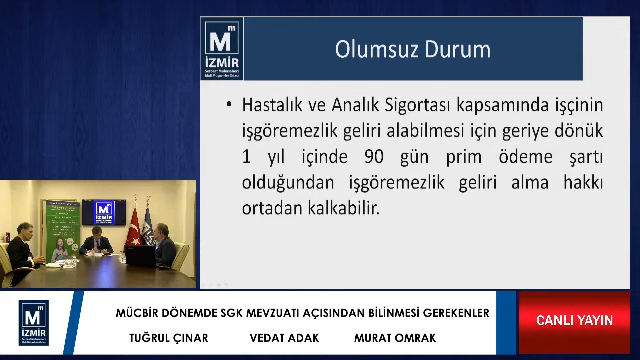 M
m
İZMİR
Olumsuz Durum
• Hastalık ve Analık Sigortası kapsamında işçinin
işgöremezlik geliri alabilmesi için geriye dönük
1 yıl içinde 90 gün prim ödeme şartı
olduğundan işgöremezlik geliri alma hakkı
ortadan kalkabilir.
M
İZMİR
M
m
İZMİR
MÜCBİR DÖNEMDE SGK MEVZUATI AÇISINDAN BİLİNMESİ GEREKENLER
TUĞRUL ÇINAR VEDAT ADAK MURAT OMRAK
CANLI YAYIN